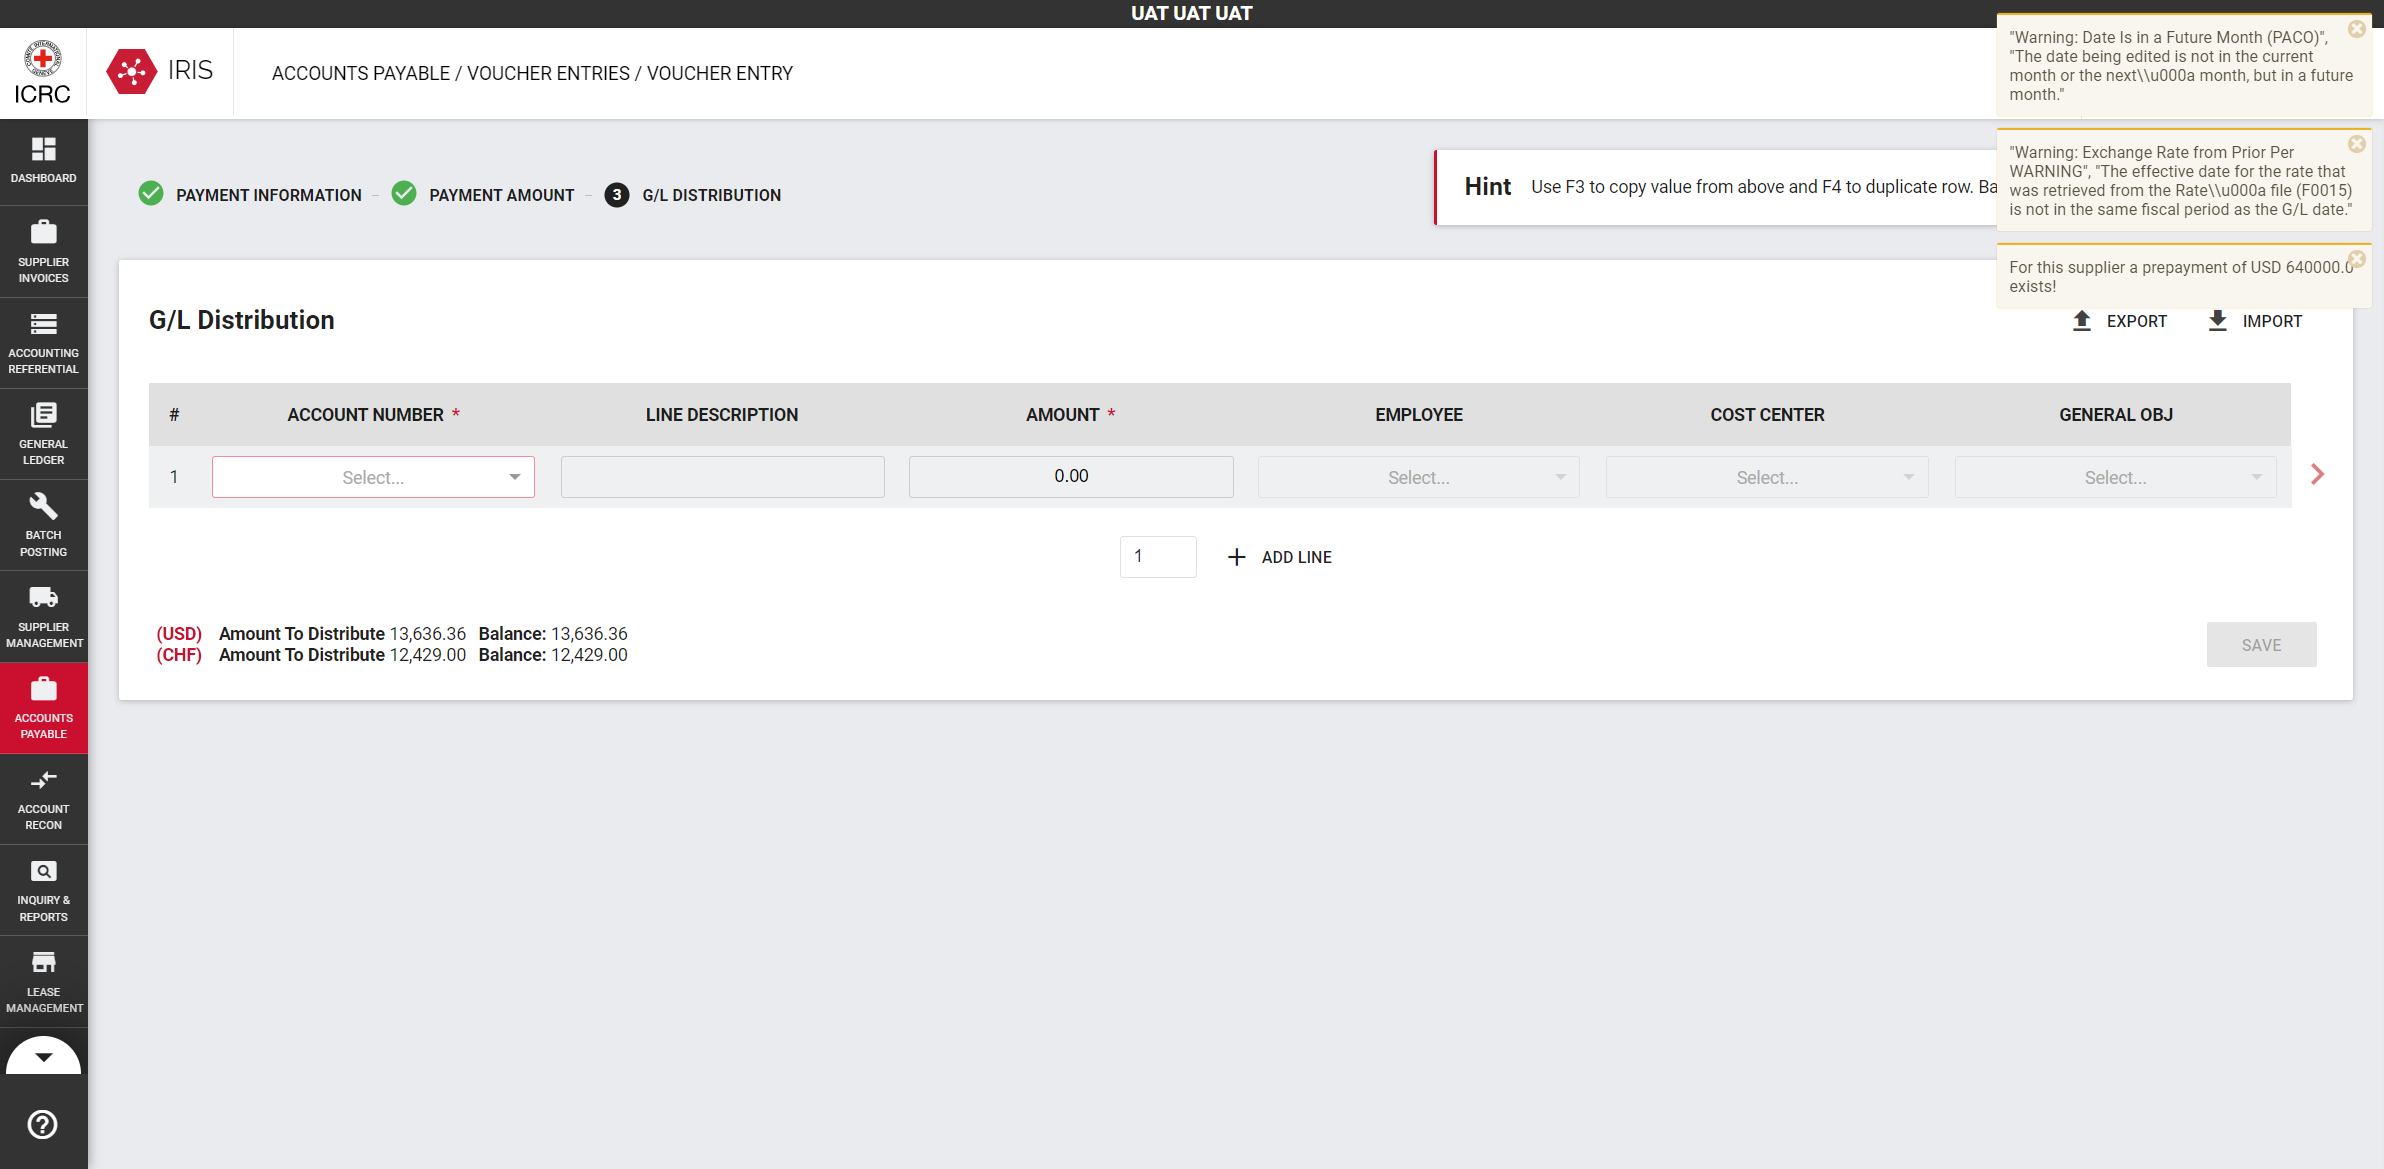 UAT UAT UAT
ICRC
IRIS
ACCOUNTS PAYABLE / VOUCHER ENTRIES / VOUCHER ENTRY
"Warning: Date Is in a Future Month (PACO)",
"The date being edited is not in the current
month or the next\\u000a month, but in a future
month."
"Warning: Exchange Rate from Prior Per
WARNING", "The effective date for the rate that
was retrieved from the Rate\\u000a file (F0015)
is not in the same fiscal period as the G/L date."
For this supplier a prepayment of USD 640000.0
exists!
DASHBOARD
SUPPLIER
INVOICES
ACCOUNTING
REFERENTIAL
GENERAL
LEDGER
BATCH
POSTING
SUPPLIER
MANAGEMENT
ACCOUNTS
PAYABLE
ACCOUNT
RECON
INQUIRY &
REPORTS
LEASE
MANAGEMENT
PAYMENT INFORMATION – PAYMENT AMOUNT – 3 G/L DISTRIBUTION
Hint Use F3 to copy value from above and F4 to duplicate row. Ba
G/L Distribution
EXPORT IMPORT
# ACCOUNT NUMBER * LINE DESCRIPTION AMOUNT * EMPLOYEE COST CENTER GENERAL OBJ
1 Select... 0.00 Select... Select... Select...
1 + ADD LINE
(USD) Amount To Distribute 13,636.36 Balance: 13,636.36
(CHF) Amount To Distribute 12,429.00 Balance: 12,429.00
SAVE